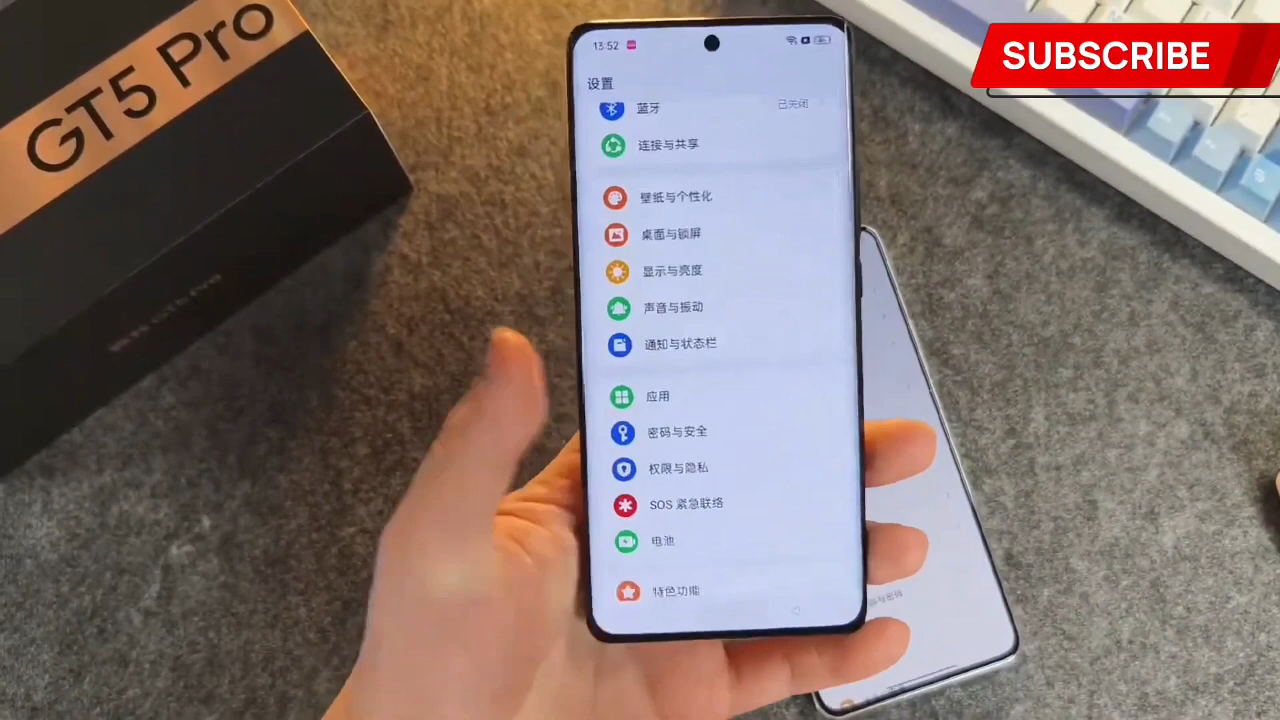 GT5 Pro
SUBSCRIBE
13:52
设置
蓝牙
已关闭
连接与共享
壁纸与个性化
桌面与锁屏
显示与亮度
声音与振动
通知与状态栏
应用
密码与安全
权限与隐私
SOS 紧急联络
电池
特色功能
与密码